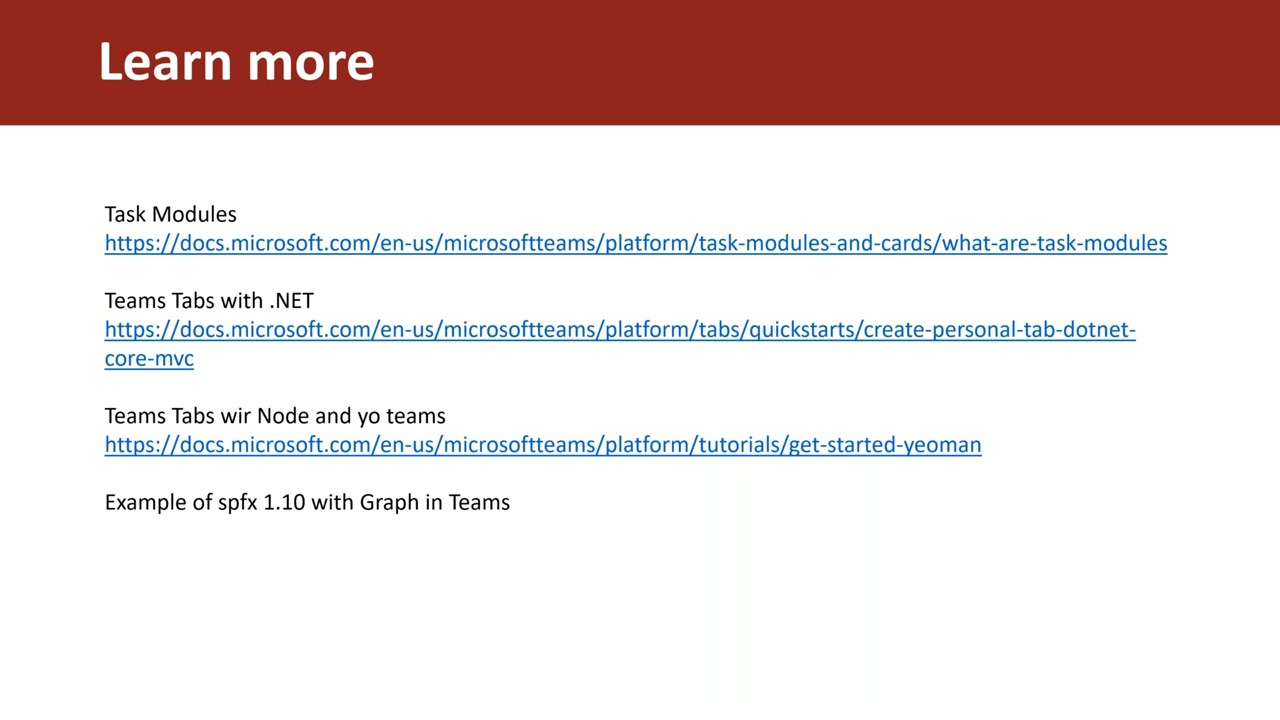 Learn more
Task Modules
https://docs.microsoft.com/en-us/microsoftteams/platform/task-modules-and-cards/what-are-task-modules
Teams Tabs with .NET
https://docs.microsoft.com/en-us/microsoftteams/platform/tabs/quickstarts/create-personal-tab-dotnet-
core-mvc
Teams Tabs wir Node and yo teams
https://docs.microsoft.com/en-us/microsoftteams/platform/tutorials/get-started-yeoman
Example of spfx 1.10 with Graph in Teams